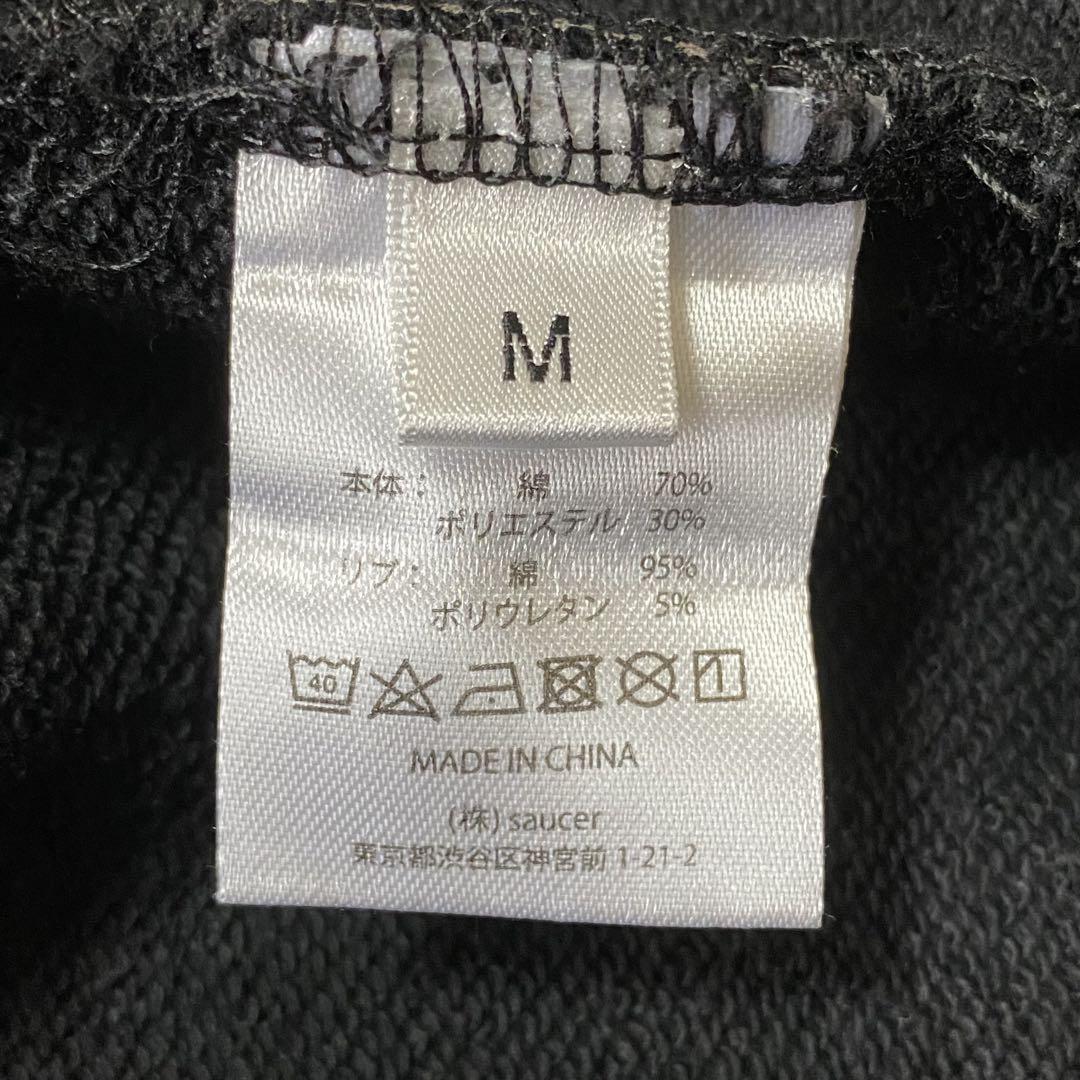 M
本体： 綿 70%
ポリエステル 30%
リブ： 綿 95%
ポリウレタン 5%
40 1
MADE IN CHINA
(株) saucer
東京都渋谷区神宮前 1-21-2